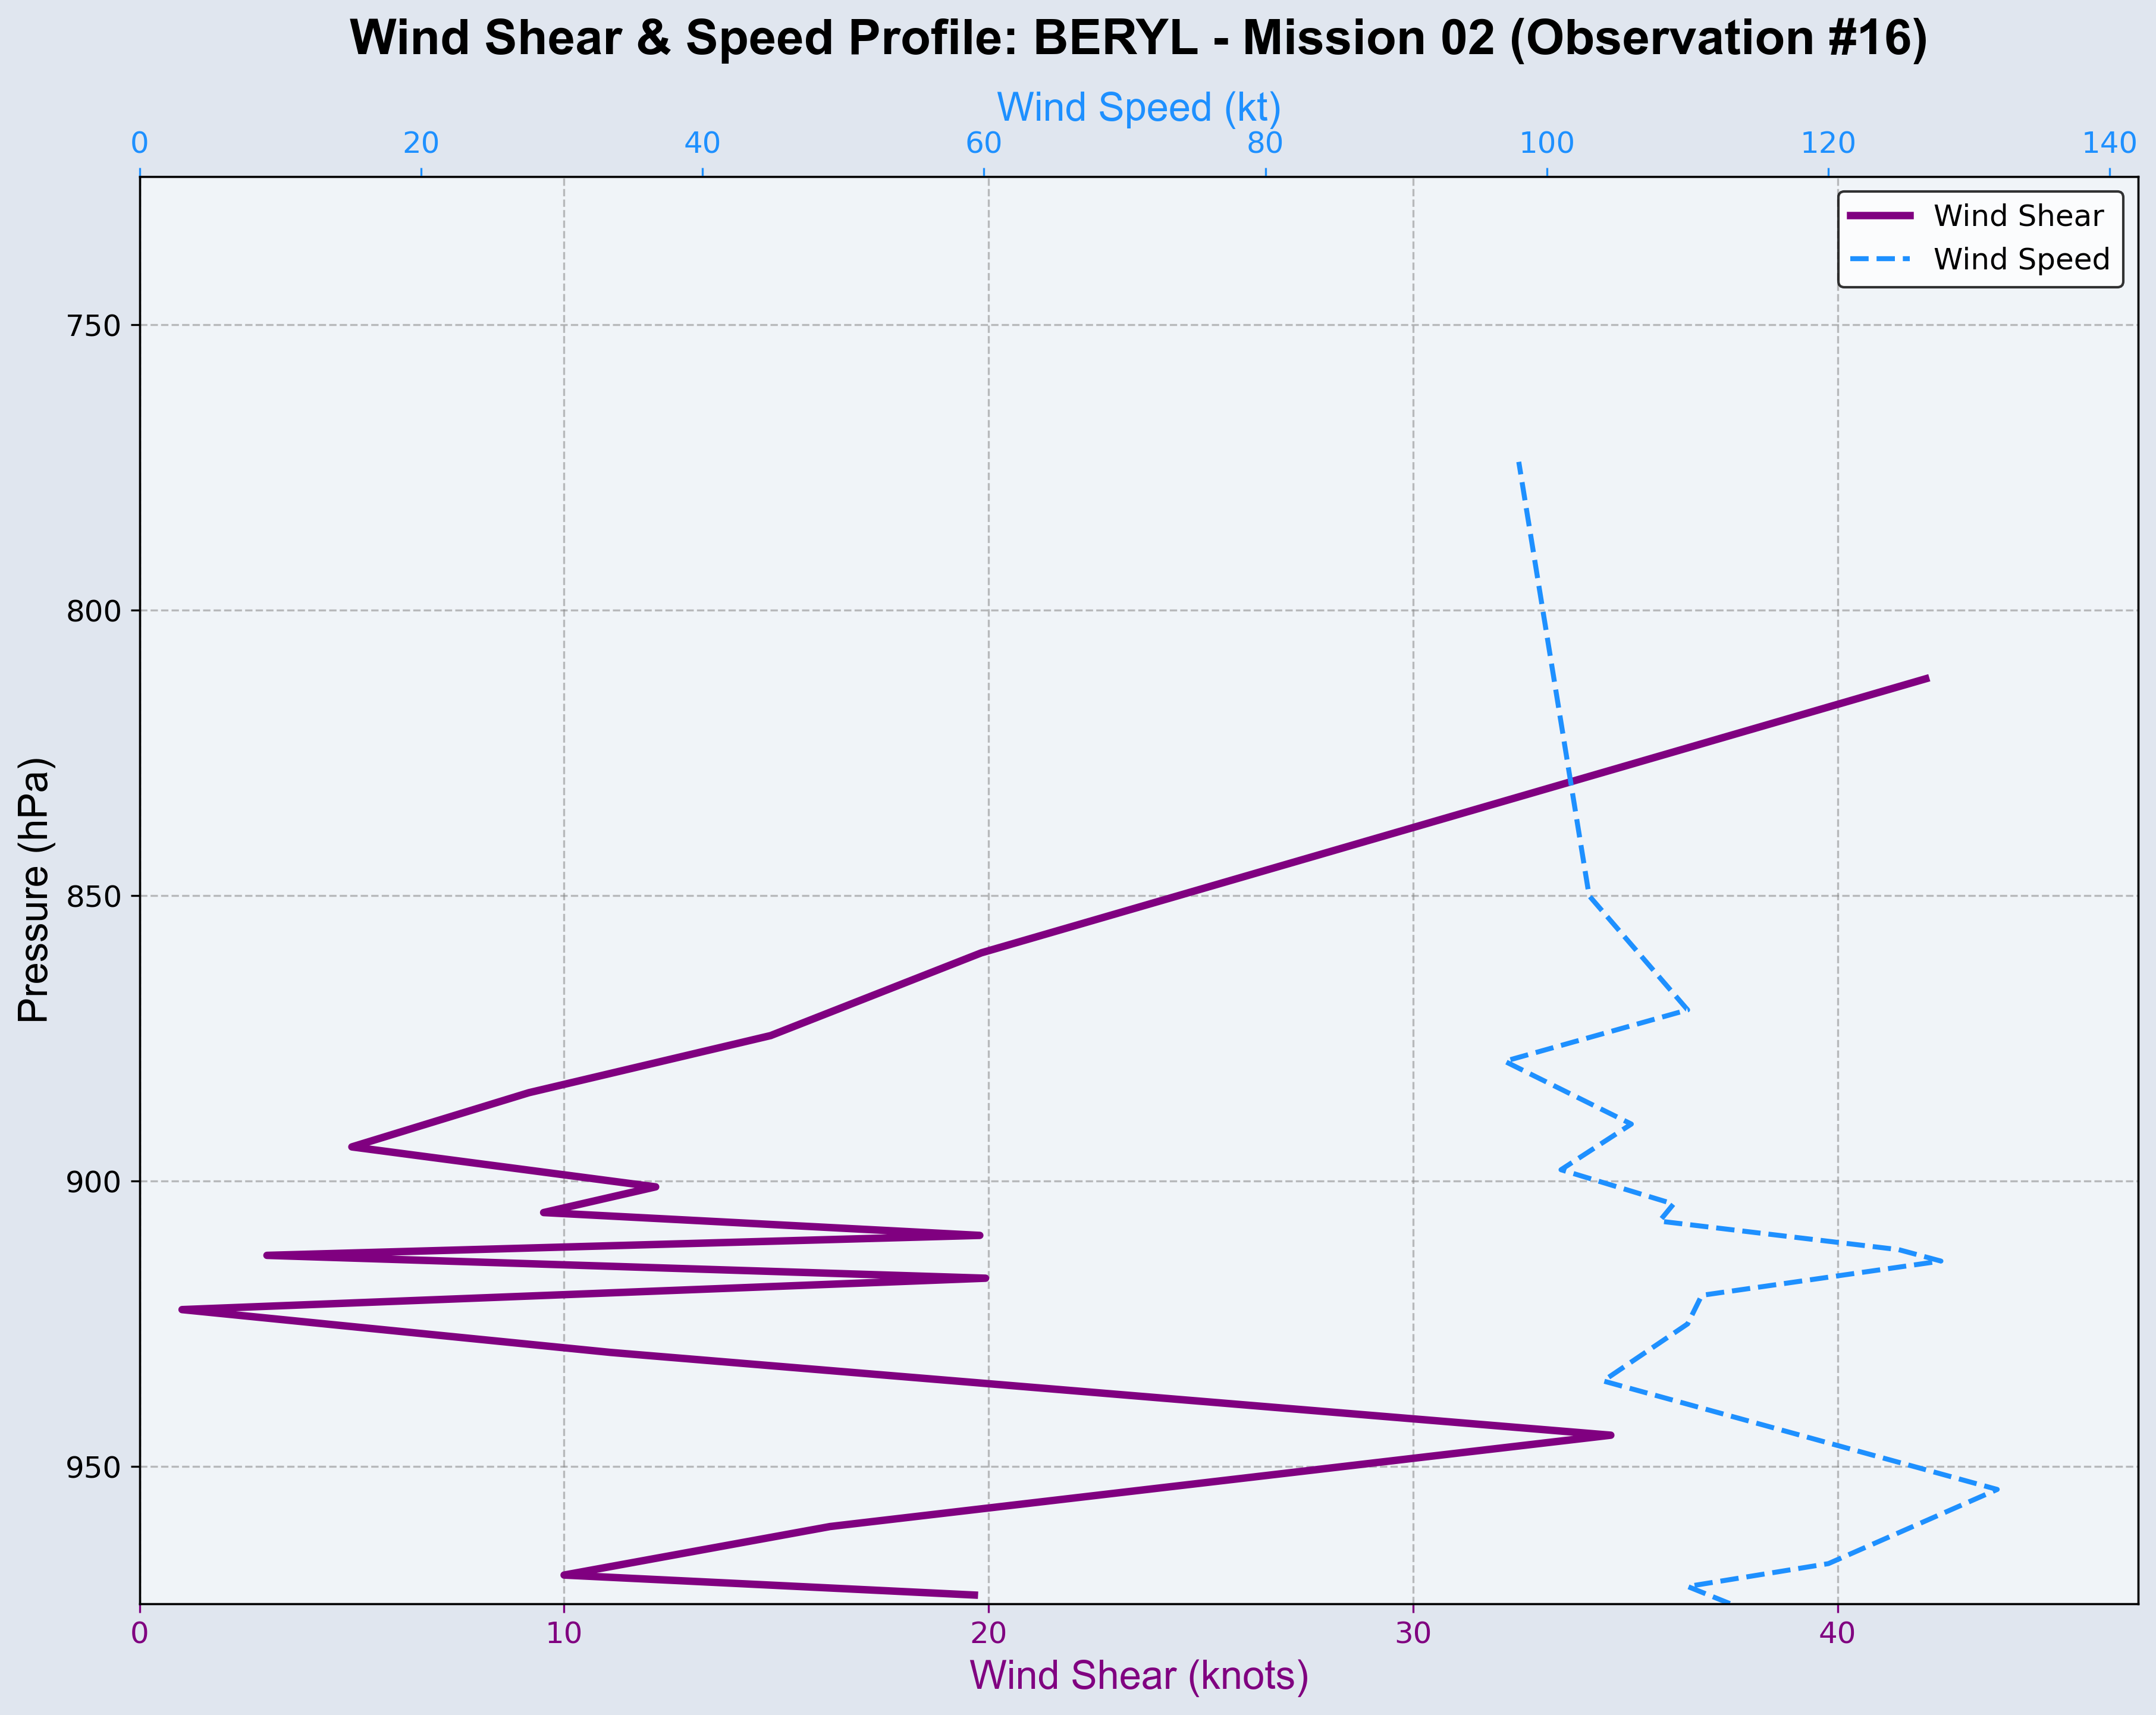 Wind Shear & Speed Profile: BERYL - Mission 02 (Observation #16)
Wind Speed (kt)
0 20 40 60 80 100 120 140
Wind Shear
Wind Speed
750
800
850
900
950
Pressure (hPa)
0 10 20 30 40
Wind Shear (knots)